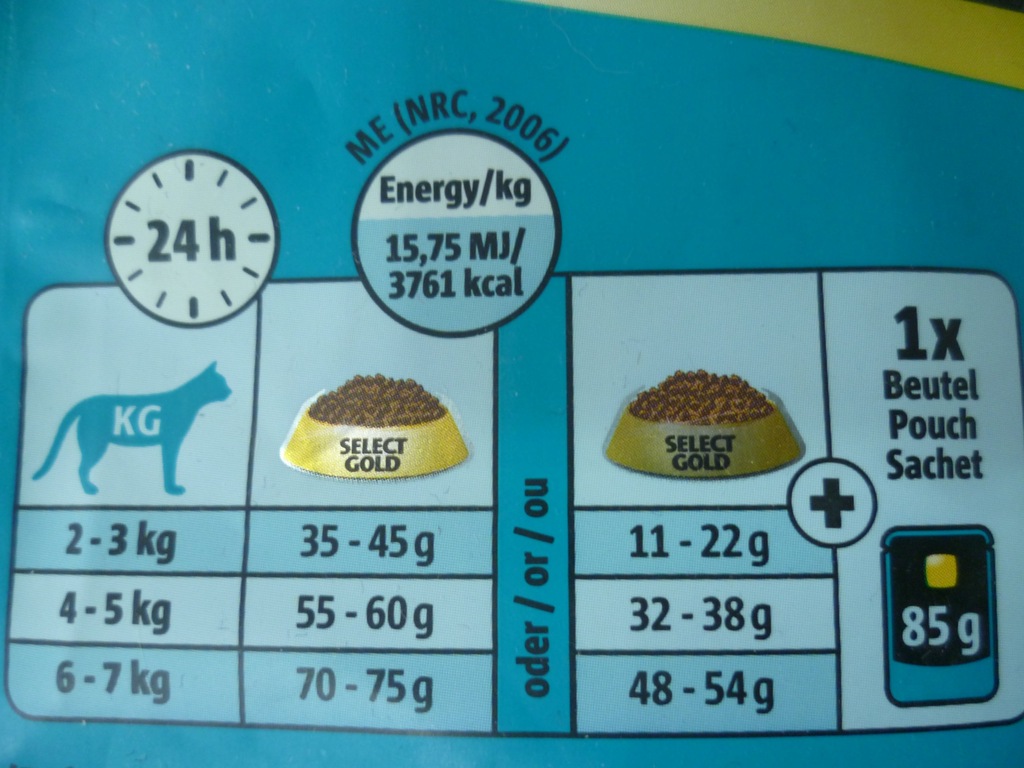 ME (NRC, 2006)
Energy/kg
15,75 MJ/
3761 kcal
24 h
KG
SELECT
GOLD
SELECT
GOLD
1x
Beutel
Pouch
Sachet
+
oder / or / ou
2 - 3 kg 35 - 45 g 11 - 22 g
4 - 5 kg 55 - 60 g 32 - 38 g
6 - 7 kg 70 - 75 g 48 - 54 g
85 g